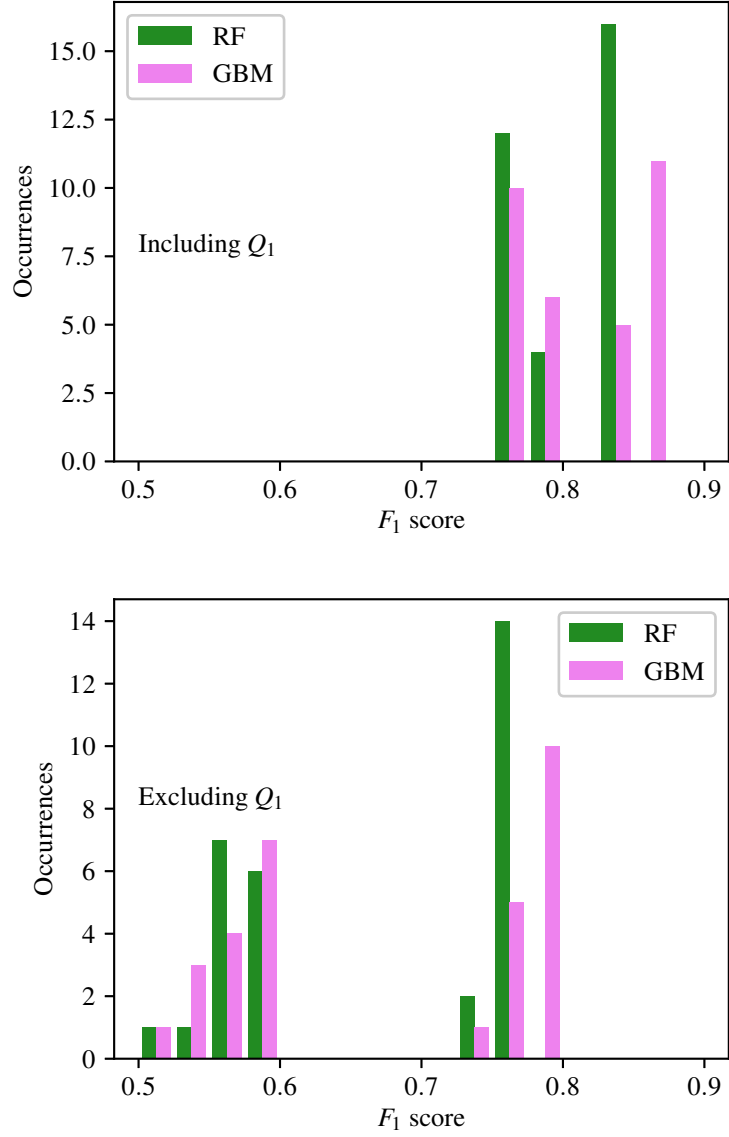 15.0
12.5
10.0
7.5
5.0
2.5
0.0
Occurrences
RF
GBM
Including Q₁
0.5 0.6 0.7 0.8 0.9
F₁ score
14
12
10
8
6
4
2
0
Occurrences
RF
GBM
Excluding Q₁
0.5 0.6 0.7 0.8 0.9
F₁ score